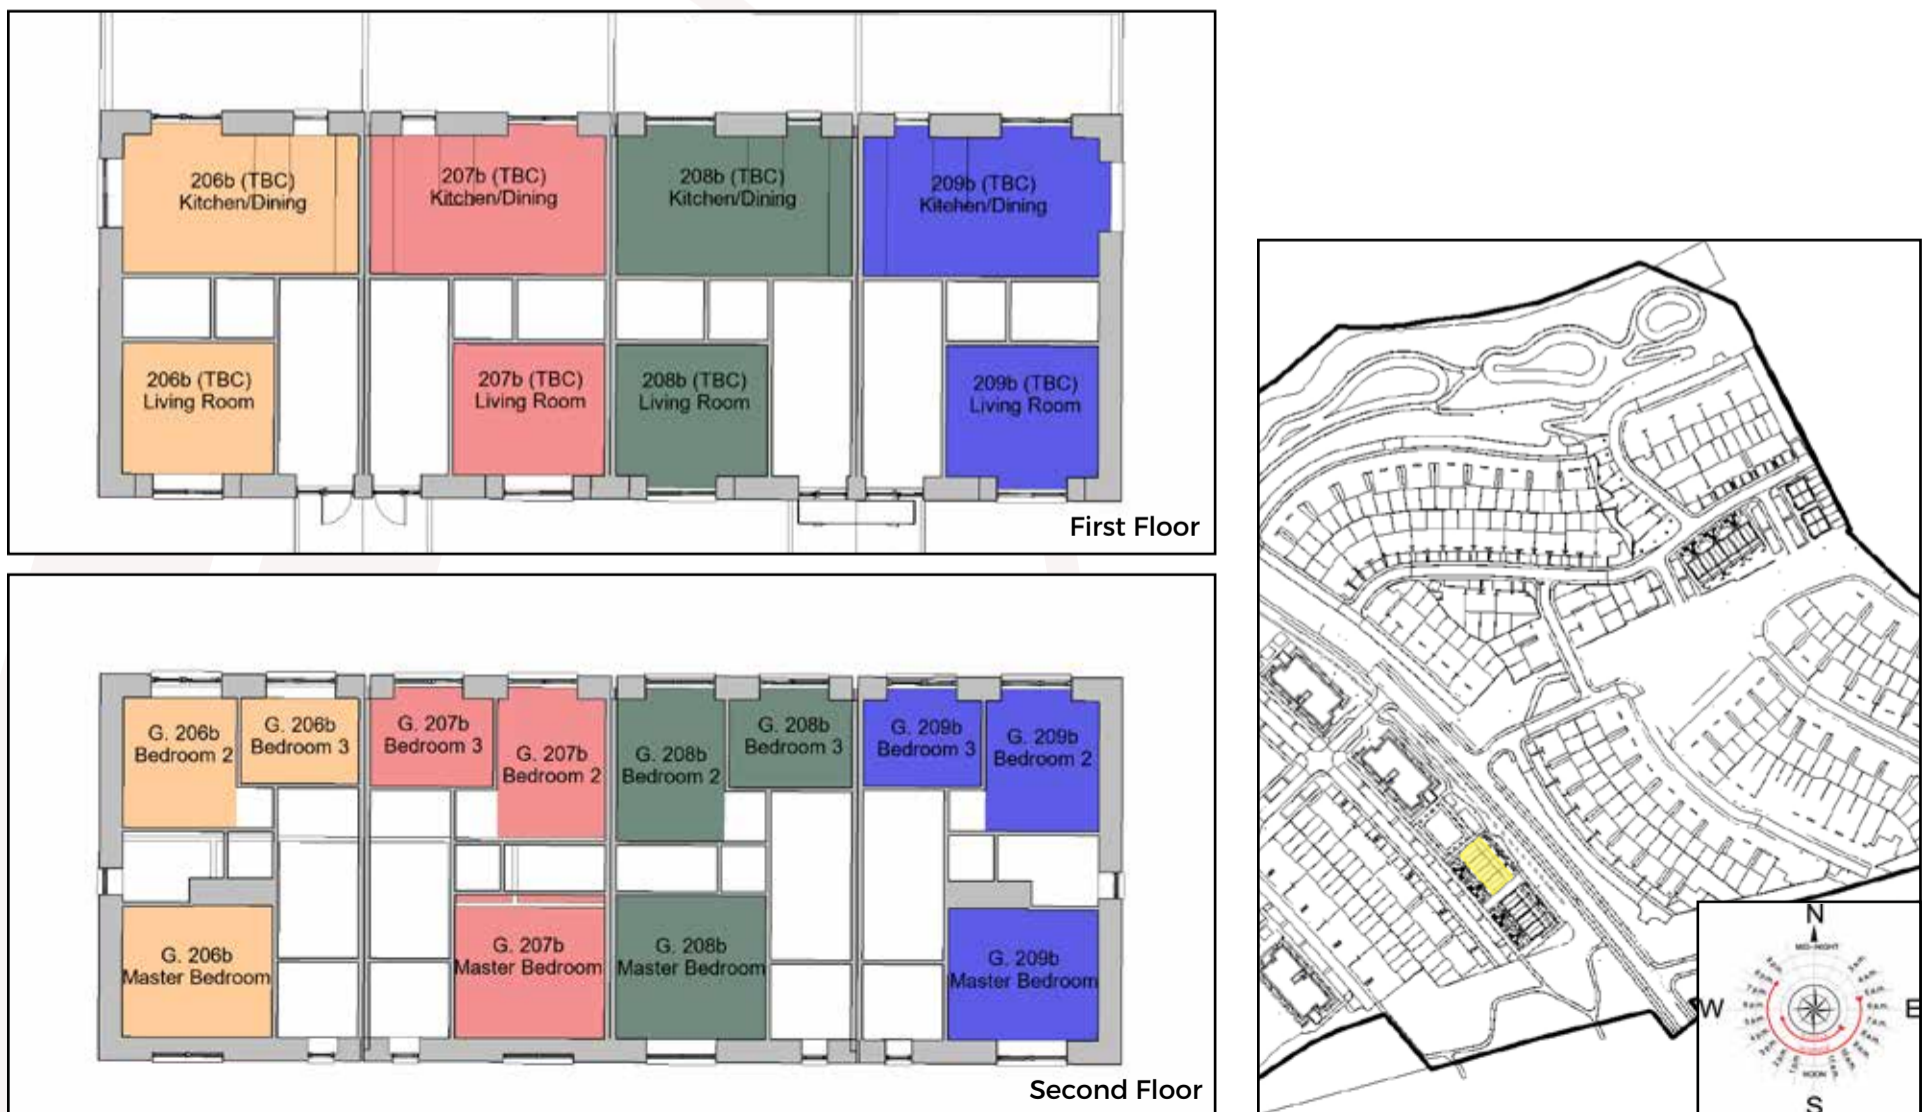 206b (TBC)
Kitchen/Dining
207b (TBC)
Kitchen/Dining
208b (TBC)
Kitchen/Dining
209b (TBC)
Kitchen/Dining
206b (TBC)
Living Room
207b (TBC)
Living Room
208b (TBC)
Living Room
209b (TBC)
Living Room
First Floor
G. 206b
Bedroom 2
G. 206b
Bedroom 3
G. 207b
Bedroom 3
G. 207b
Bedroom 2
G. 208b
Bedroom 2
G. 208b
Bedroom 3
G. 209b
Bedroom 3
G. 209b
Bedroom 2
G. 206b
Master Bedroom
G. 207b
Master Bedroom
G. 208b
Master Bedroom
G. 209b
Master Bedroom
Second Floor
N
MID-NIGHT
W
E
NOON
S